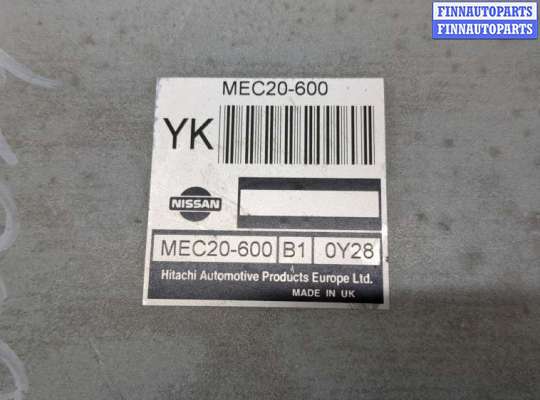 FINNAUTOPARTS
FINNAUTOPARTS
MEC20-600
YK
NISSAN
MEC20-600 B1 0Y28
Hitachi Automotive Products Europe Ltd.
MADE IN UK